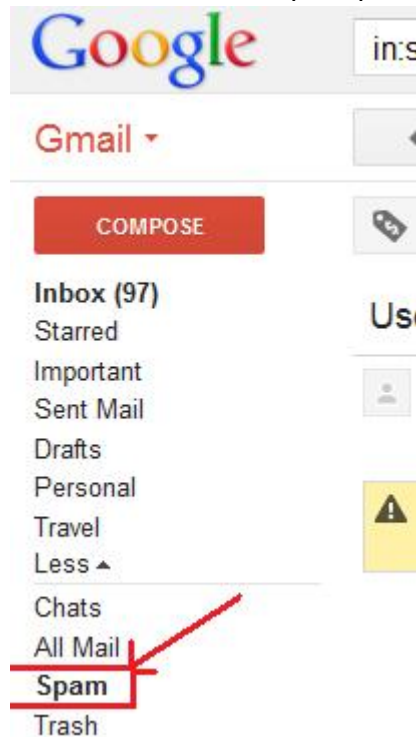 Google
in:s
Gmail
COMPOSE
Inbox (97)
Starred
Use
Important
Sent Mail
Drafts
Personal
Travel
Less
Chats
All Mail
Spam
Trash